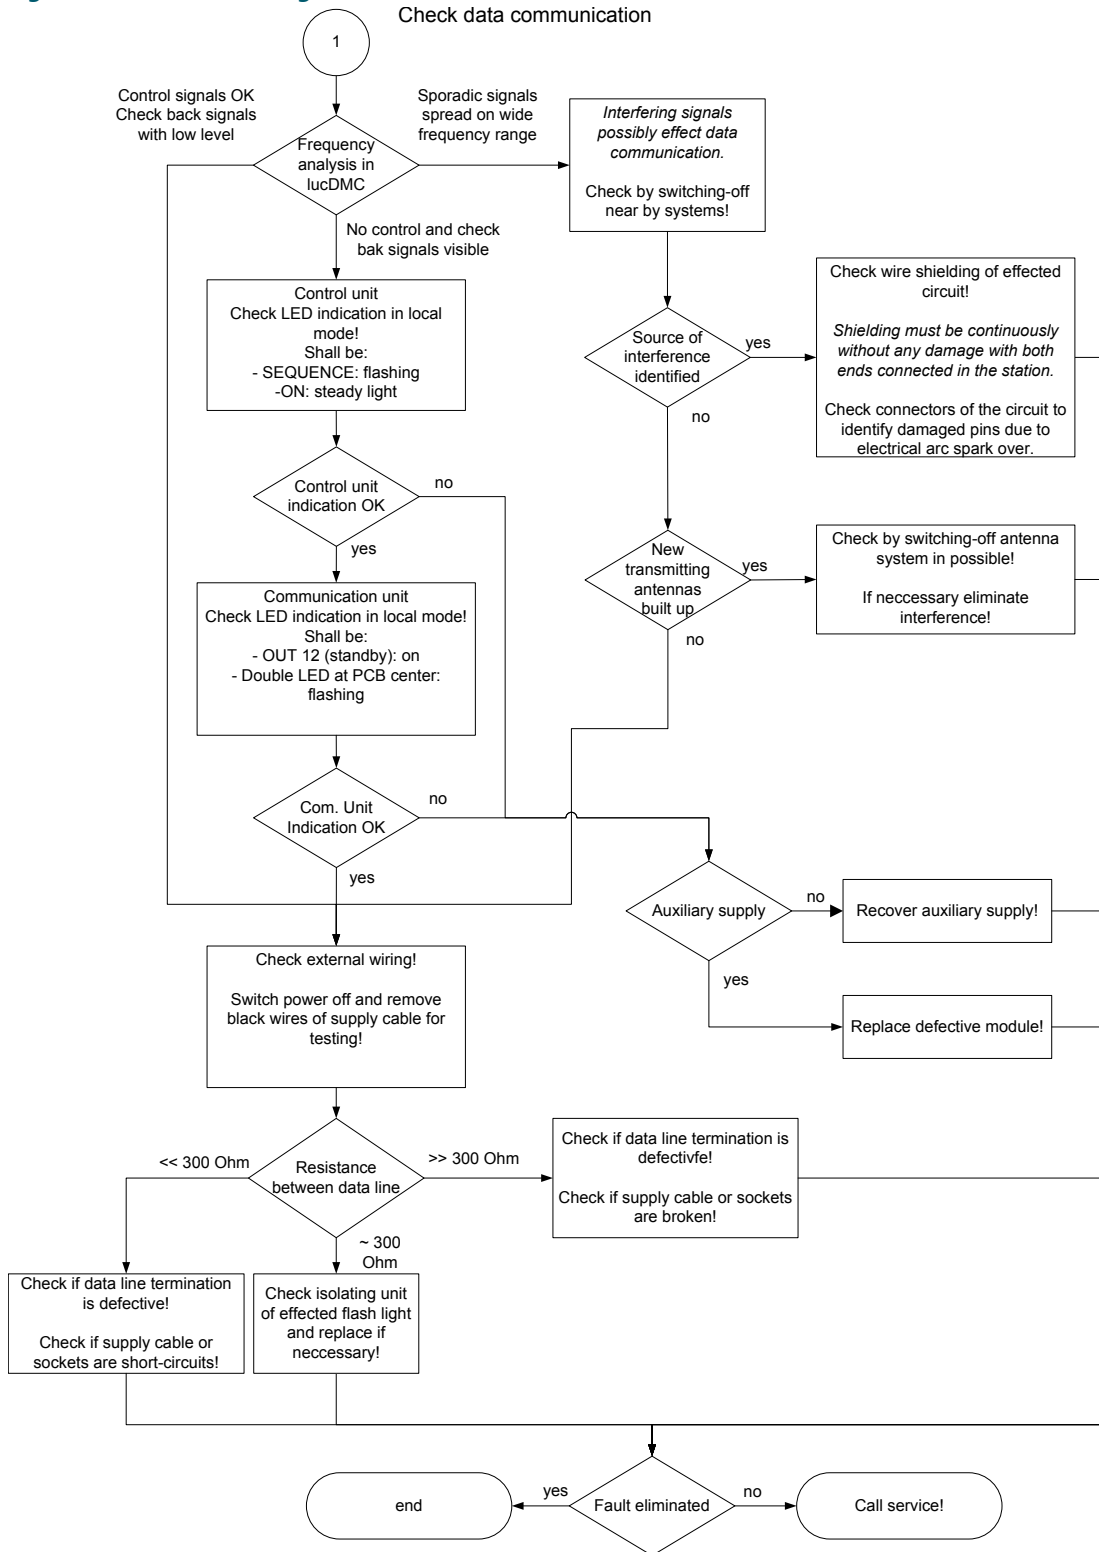 Check data communication
1
Control signals OK
Check back signals
with low level
Sporadic signals
spread on wide
frequency range
Frequency
analysis in
lucDMC
Interfering signals
possibly effect data
communication.
Check by switching-off
near by systems!
No control and check
bak signals visible
Control unit
Check LED indication in local
mode!
Shall be:
- SEQUENCE: flashing
-ON: steady light
Source of
interference
identified
yes
no
Check wire shielding of effected
circuit!
Shielding must be continuously
without any damage with both
ends connected in the station.
Check connectors of the circuit to
identify damaged pins due to
electrical arc spark over.
Control unit
indication OK
no
yes
New
transmitting
antennas
built up
yes
no
Check by switching-off antenna
system in possible!
If neccessary eliminate
interference!
Communication unit
Check LED indication in local mode!
Shall be:
- OUT 12 (standby): on
- Double LED at PCB center:
flashing
Com. Unit
Indication OK
no
yes
Auxiliary supply
no
Recover auxiliary supply!
yes
Replace defective module!
Check external wiring!
Switch power off and remove
black wires of supply cable for
testing!
Resistance
between data line
<< 300 Ohm
>> 300 Ohm
~ 300
Ohm
Check if data line termination is
defectivfe!
Check if supply cable or sockets
are broken!
Check if data line termination
is defective!
Check if supply cable or
sockets are short-circuits!
Check isolating unit
of effected flash light
and replace if
neccessary!
Fault eliminated
yes
end
no
Call service!